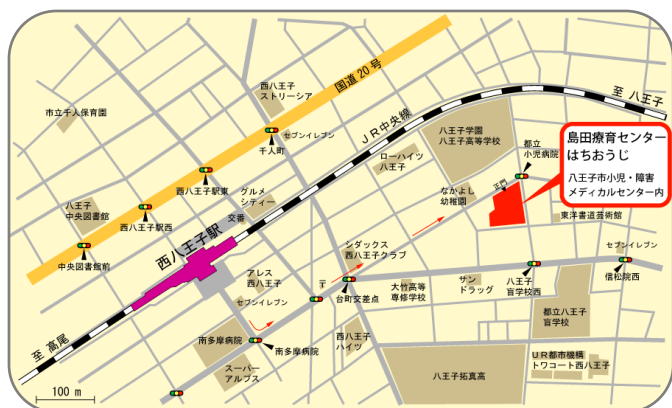 国道20号
西八王子
ストリーシア
市立千人保育園
セブンイレブン
千人町
JR中央線
至 八王子
八王子学園
八王子高等学校
都立
小児病院
島田療育センター
はちおうじ
八王子市小児・障害
メディカルセンター内
ローハイツ
八王子
西八王子駅東
グルメ
シティー
なかよし
幼稚園
正門
八王子
中央図書館
西八王子駅西
交番
東洋書道芸術館
西八王子駅
シダックス
西八王子クラブ
セブンイレブン
中央図書館前
アレス
西八王子
〒
台町交差点
大竹高等
専修学校
サン
ドラッグ
八王子
盲学校西
信松院西
セブンイレブン
都立八王子
盲学校
至 高尾
南多摩病院
南多摩病院
西八王子
ハイツ
スーパー
アルプス
八王子拓真高
UR都市機構
トワコート西八王子
100 m